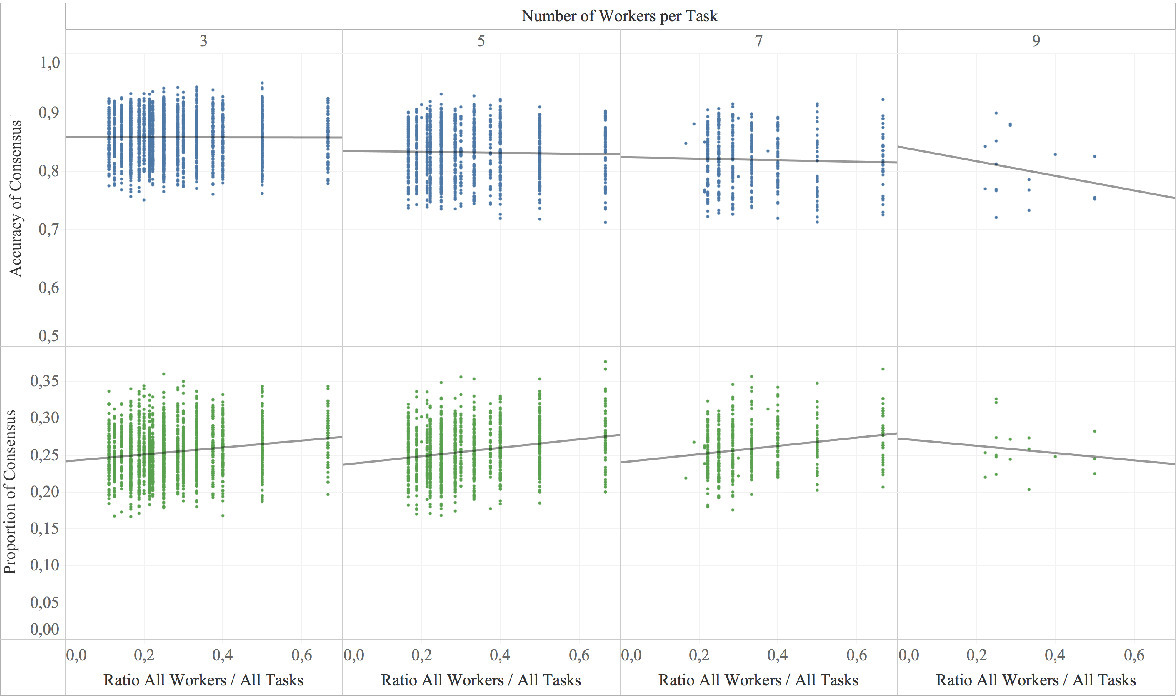 Number of Workers per Task
3 5 7 9
Accuracy of Consensus
1,0
0,9
0,8
0,7
0,6
0,5
Proportion of Consensus
0,35
0,30
0,25
0,20
0,15
0,10
0,05
0,00
0,0 0,2 0,4 0,6 0,0 0,2 0,4 0,6 0,0 0,2 0,4 0,6 0,0 0,2 0,4 0,6
Ratio All Workers / All Tasks Ratio All Workers / All Tasks Ratio All Workers / All Tasks Ratio All Workers / All Tasks